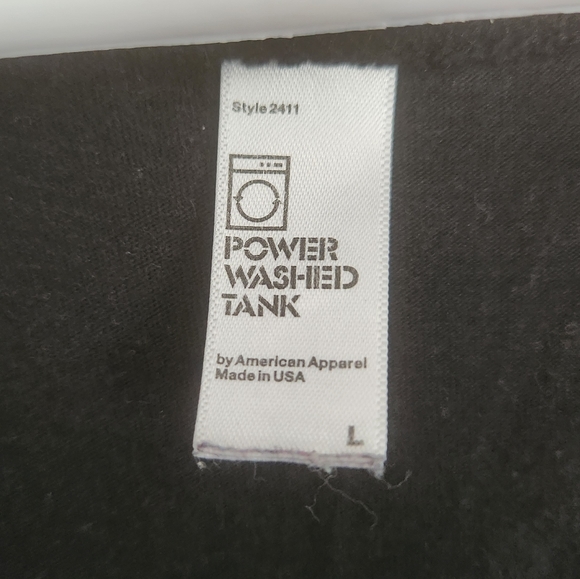 Style 2411
POWER
WASHED
TANK
by American Apparel
Made in USA
L